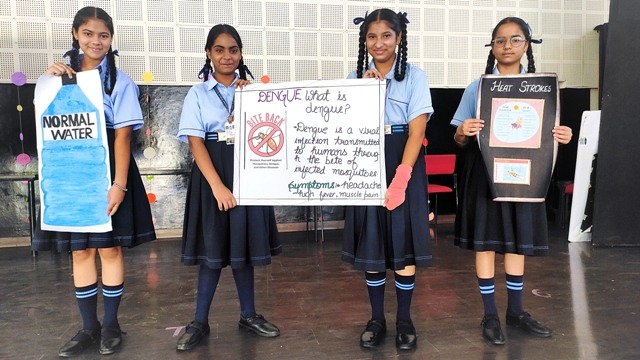 NORMAL
WATER
DENGUE What is
dengue?
BITE BACK
Dengue is a viral
infection transmitted
to humans through
the bite of
infected mosquitoes
Symptoms:- headache
high fever, muscle pain
HEAT STROKES